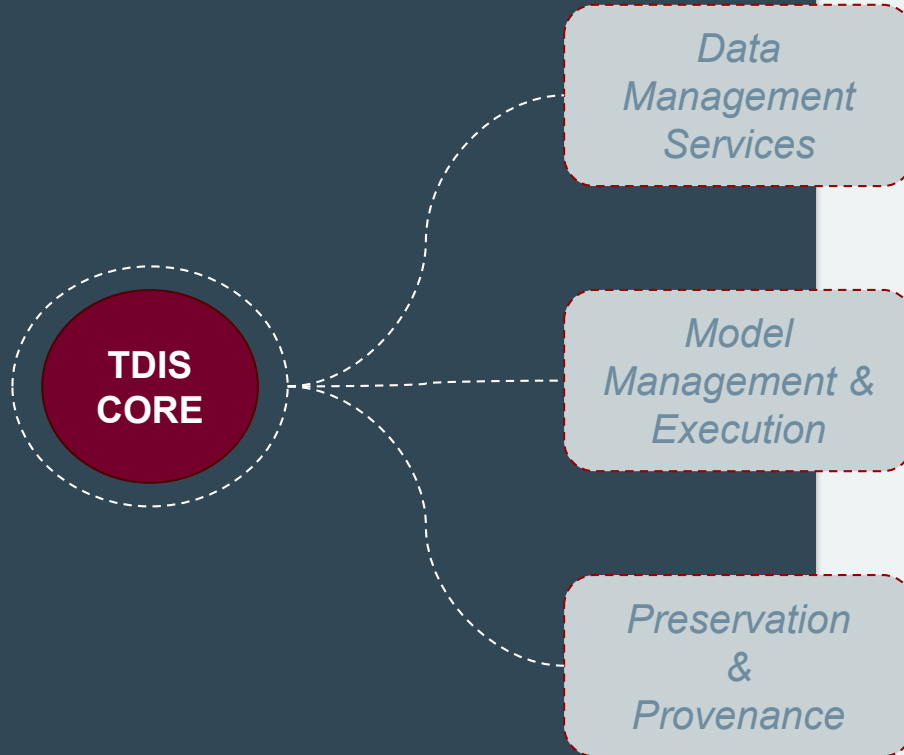 Data
Management
Services
TDIS
CORE
Model
Management &
Execution
Preservation
&
Provenance